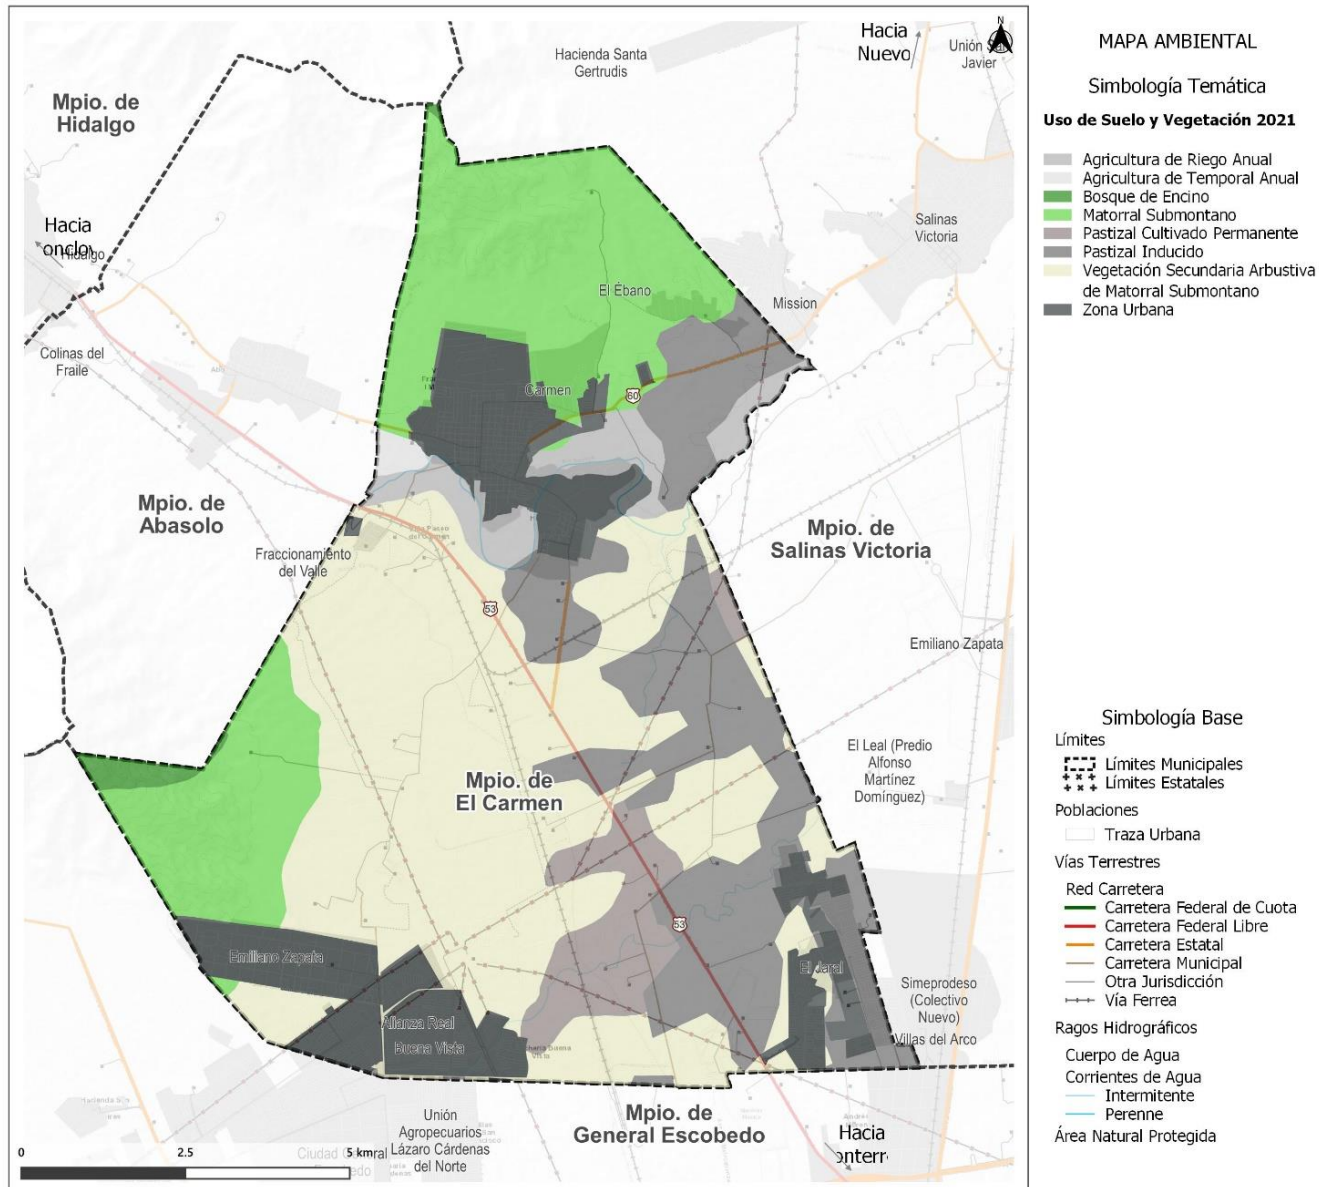 Hacia
Nuevo
N
Unión San
Javier
Hacienda Santa
Gertrudis
Mpio. de
Hidalgo
Hacia
onclov
Hidalgo
Salinas
Victoria
El Ébano
Mission
Colinas del
Fraile
Carmen
60
Mpio. de
Abasolo
Mpio. de
Salinas Victoria
Fraccionamiento
del Valle
53
Emiliano Zapata
El Leal (Predio
Alfonso
Martínez
Domínguez)
Mpio. de
El Carmen
53
Emiliano Zapata
El Jaral
Simeprodeso
(Colectivo
Nuevo)
Alianza Real
Buena Vista
Villas del Arco
Unión
Agropecuarios
Lázaro Cárdenas
del Norte
Mpio. de
General Escobedo
Hacia
onterr
0 2.5 5 km
MAPA AMBIENTAL
Simbología Temática
Uso de Suelo y Vegetación 2021
Agricultura de Riego Anual
Agricultura de Temporal Anual
Bosque de Encino
Matorral Submontano
Pastizal Cultivado Permanente
Pastizal Inducido
Vegetación Secundaria Arbustiva
de Matorral Submontano
Zona Urbana
Simbología Base
Límites
Límites Municipales
Límites Estatales
Poblaciones
Traza Urbana
Vías Terrestres
Red Carretera
Carretera Federal de Cuota
Carretera Federal Libre
Carretera Estatal
Carretera Municipal
Otra Jurisdicción
Vía Ferrea
Ragos Hidrográficos
Cuerpo de Agua
Corrientes de Agua
Intermitente
Perenne
Área Natural Protegida